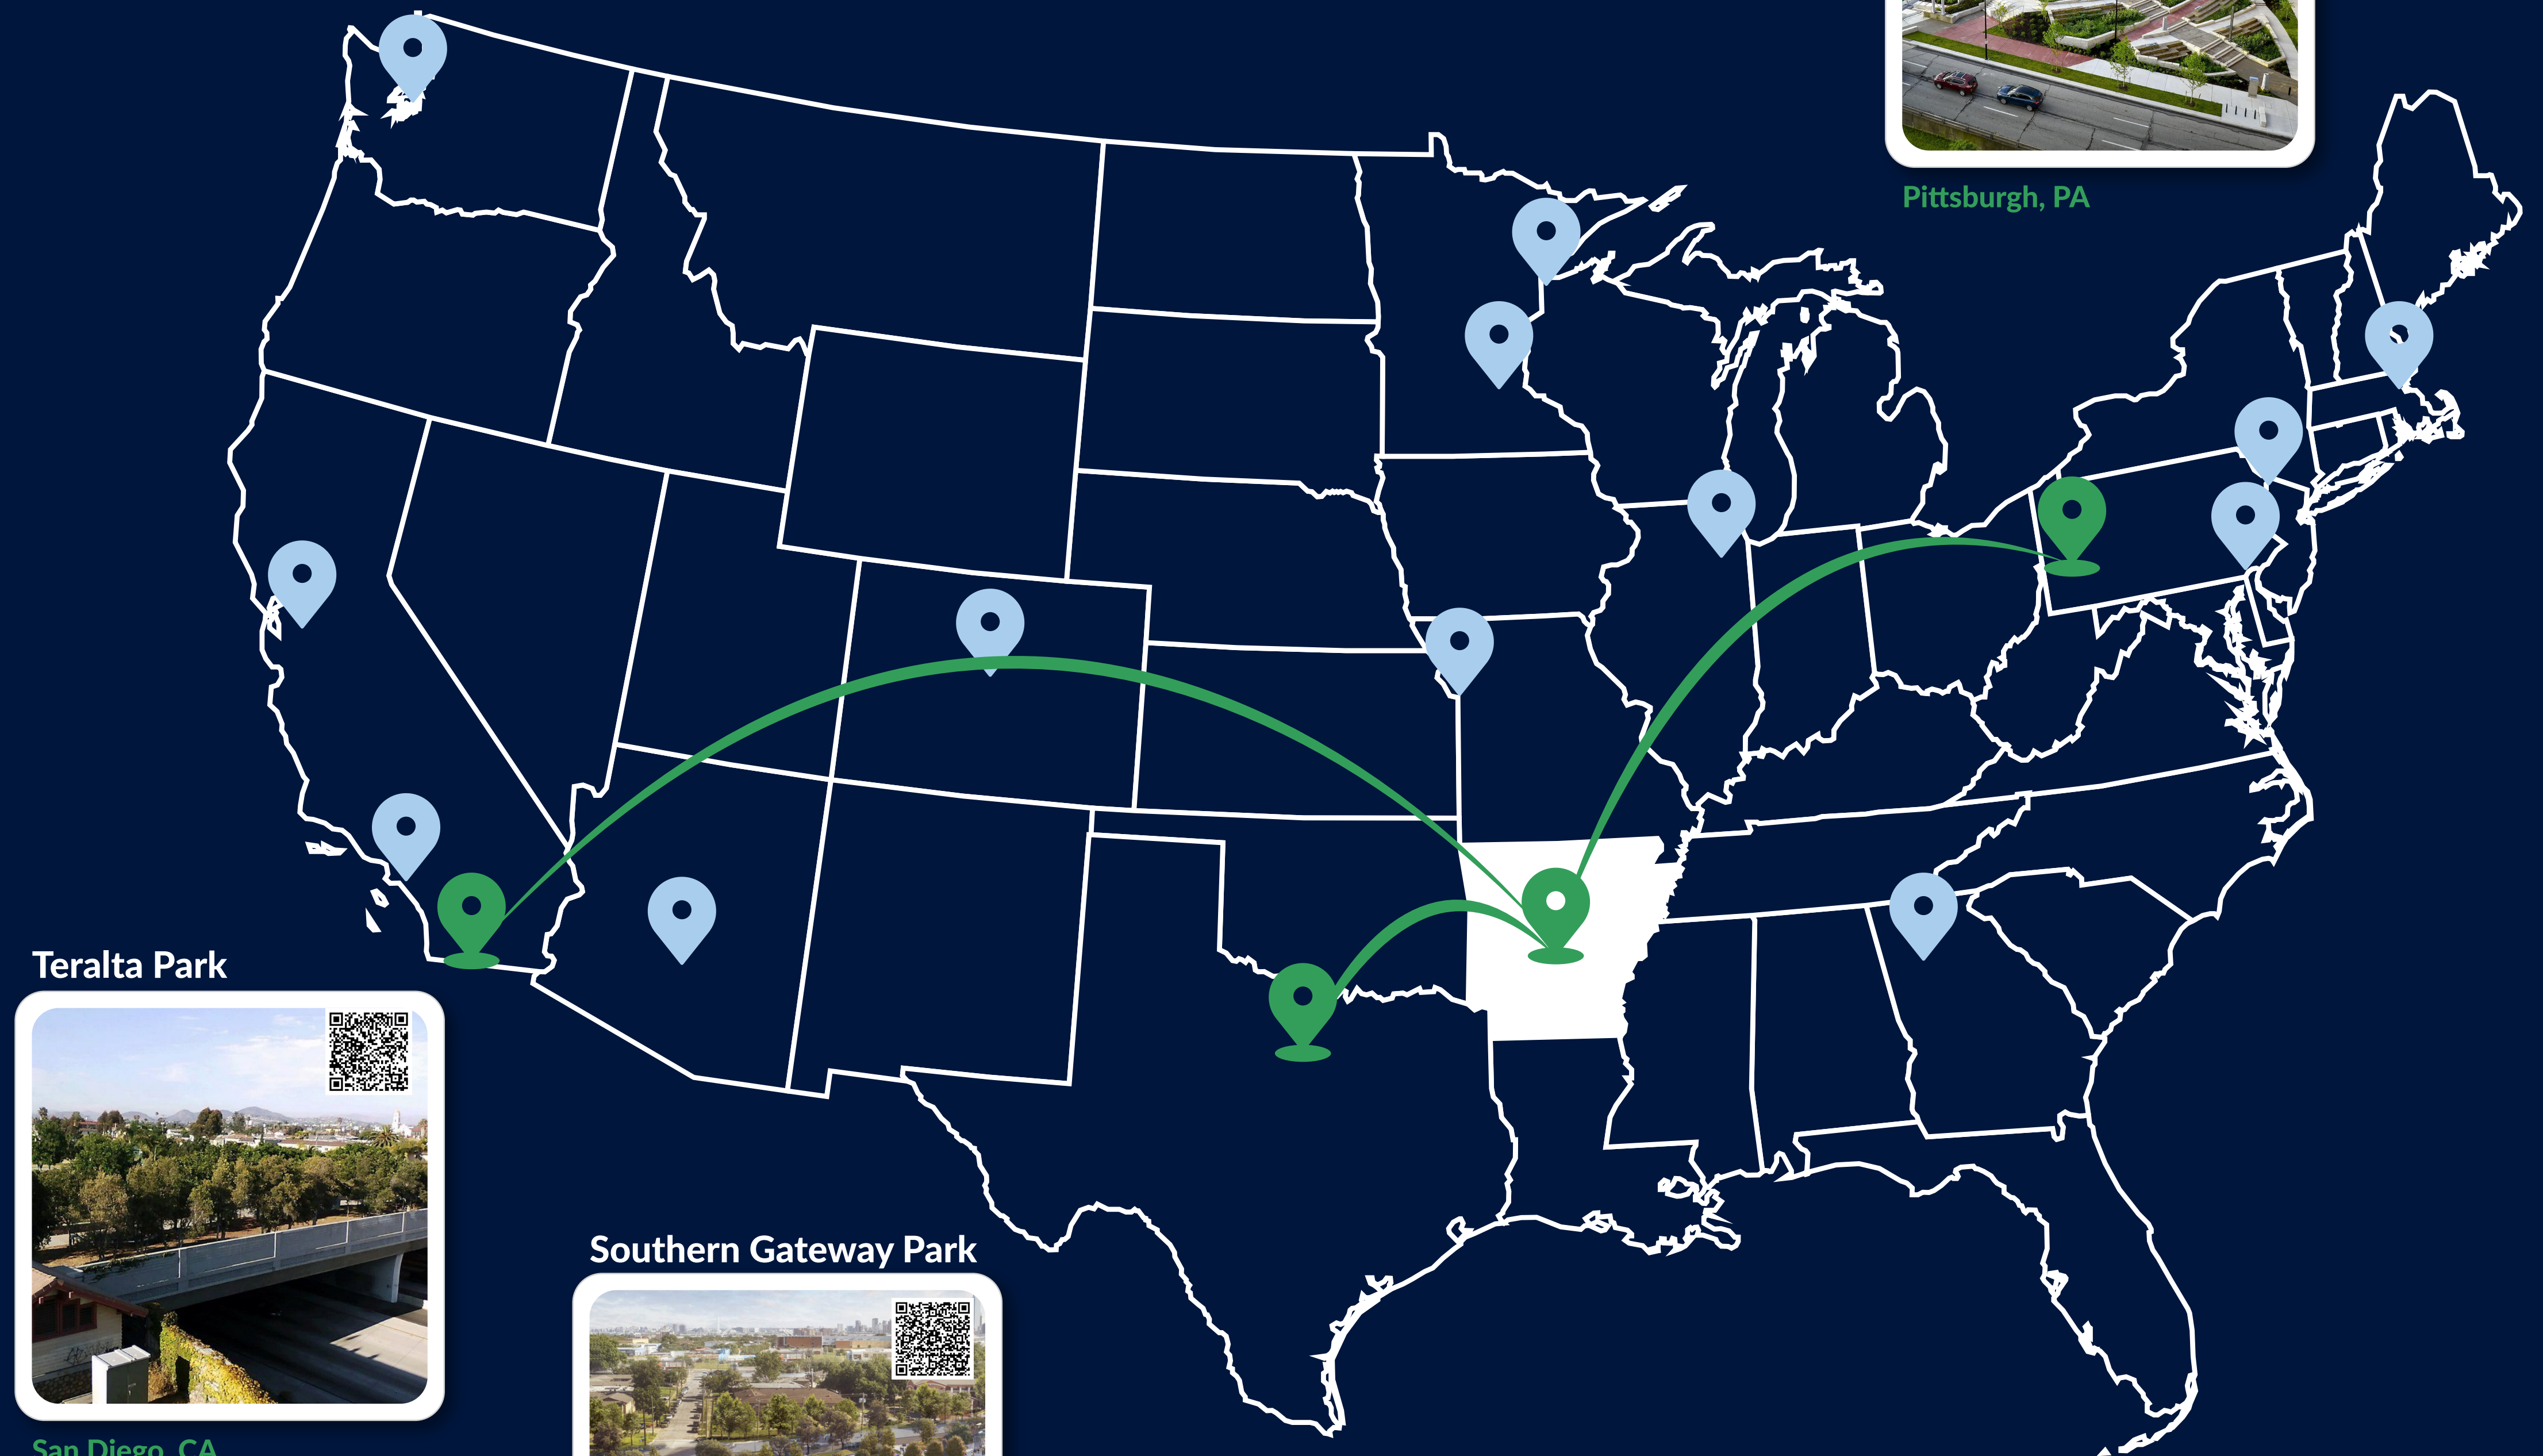 Pittsburgh, PA
Teralta Park
San Diego, CA
Southern Gateway Park